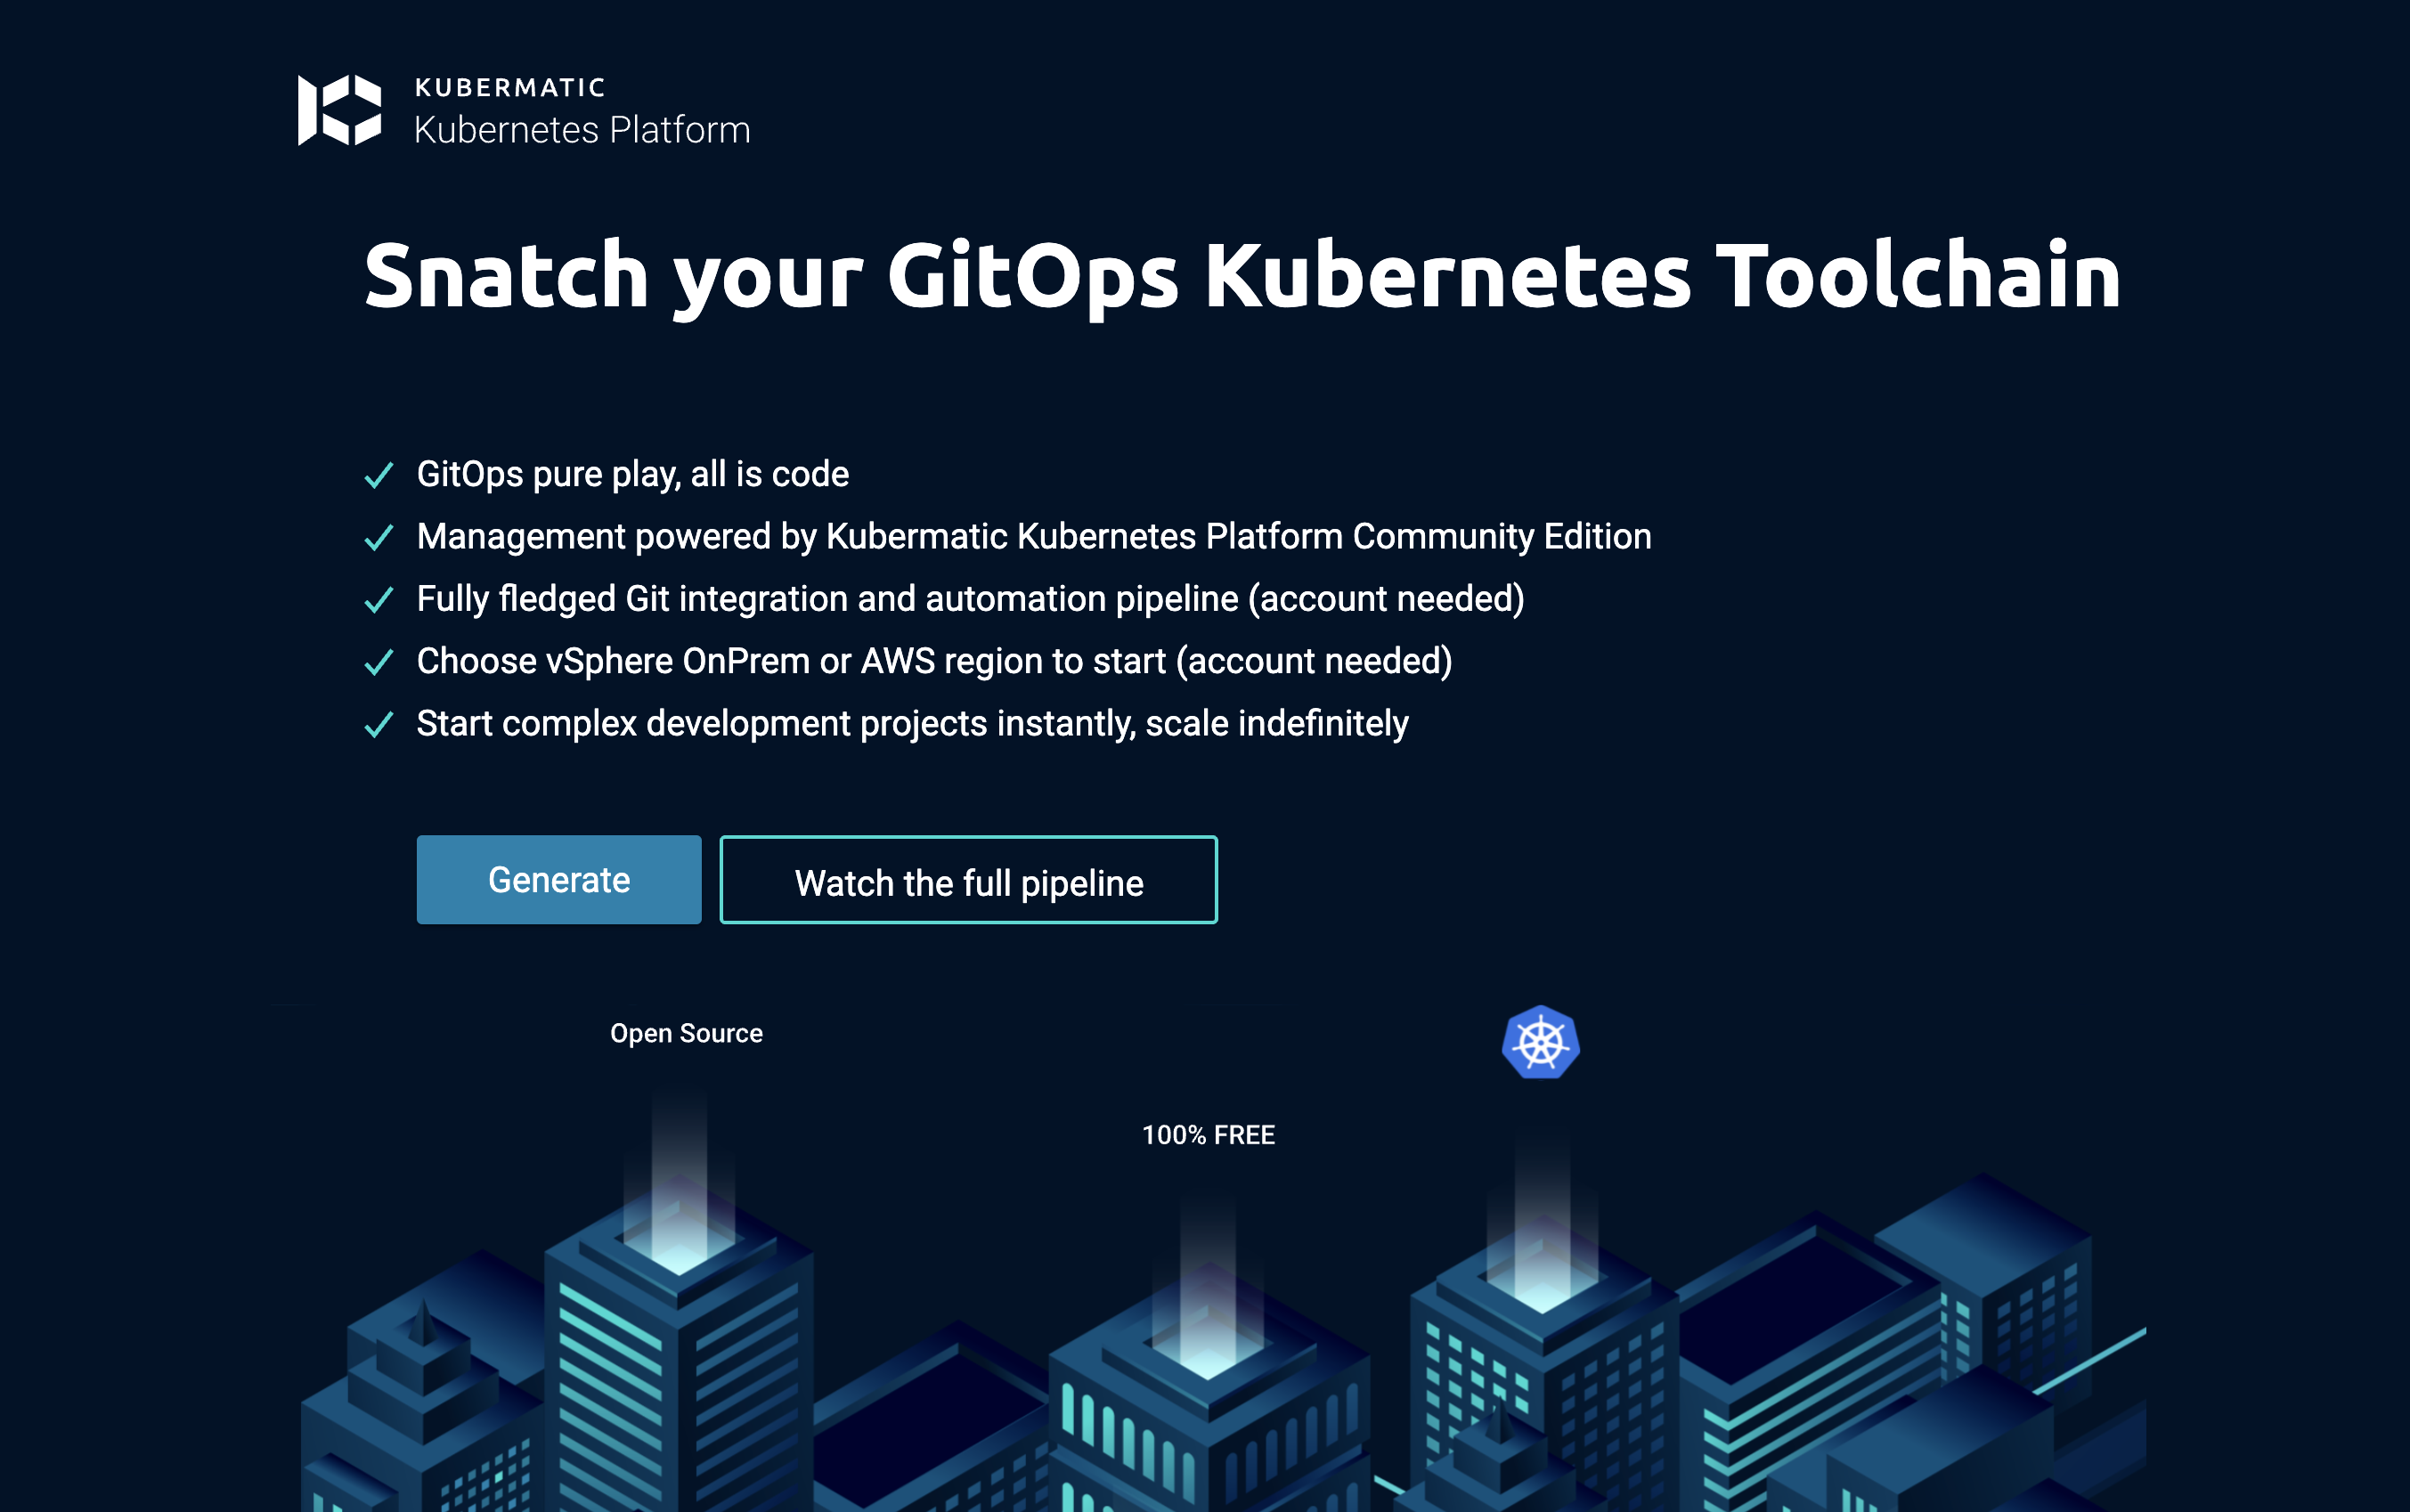 KUBERMATIC
Kubernetes Platform
Snatch your GitOps Kubernetes Toolchain
GitOps pure play, all is code
Management powered by Kubermatic Kubernetes Platform Community Edition
Fully fledged Git integration and automation pipeline (account needed)
Choose vSphere OnPrem or AWS region to start (account needed)
Start complex development projects instantly, scale indefinitely
Generate
Watch the full pipeline
Open Source
100% FREE